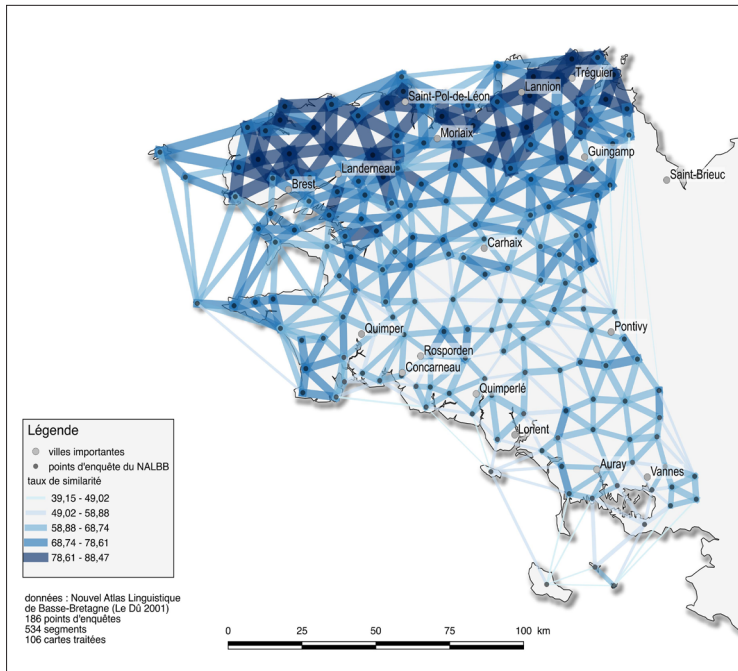 Tréguier
Lannion
Saint-Pol-de-Léon
Morlaix
Guingamp
Saint-Brieuc
Landerneau
Brest
Carhaix
Quimper
Pontivy
Rosporden
Concarneau
Quimperlé
Lorient
Auray
Vannes
Légende
villes importantes
points d'enquête du NALBB
taux de similarité
39,15 - 49,02
49,02 - 58,88
58,88 - 68,74
68,74 - 78,61
78,61 - 88,47
données : Nouvel Atlas Linguistique
de Basse-Bretagne (Le Dû 2001)
186 points d'enquêtes
534 segments
106 cartes traitées
0 25 50 75 100 km